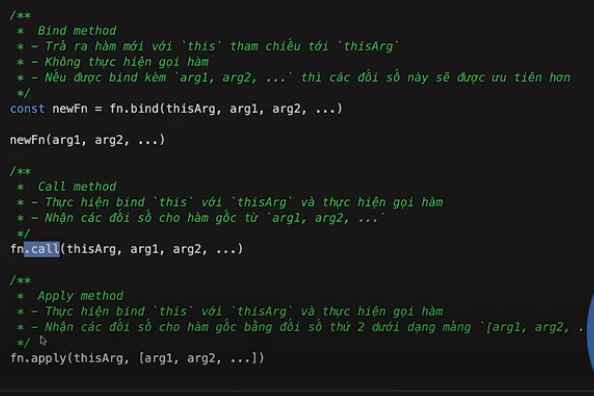 /**
* Bind method
* - Trả ra hàm mới với `this` tham chiếu tới `thisArg`
* - Không thực hiện gọi hàm
* - Nếu được bind kèm `arg1, arg2, ...` thì các đối số này sẽ được ưu tiên hơn
*/
const newFn = fn.bind(thisArg, arg1, arg2, ...)
newFn(arg1, arg2, ...)
/**
* Call method
* - Thực hiện bind `this` với `thisArg` và thực hiện gọi hàm
* - Nhận các đối số cho hàm gốc từ `arg1, arg2, ...`
*/
fn.call(thisArg, arg1, arg2, ...)
/**
* Apply method
* - Thực hiện bind `this` với `thisArg` và thực hiện gọi hàm
* - Nhận các đối số cho hàm gốc bằng đối số thứ 2 dưới dạng mảng `[arg1, arg2, .
*/
fn.apply(thisArg, [arg1, arg2, ...])